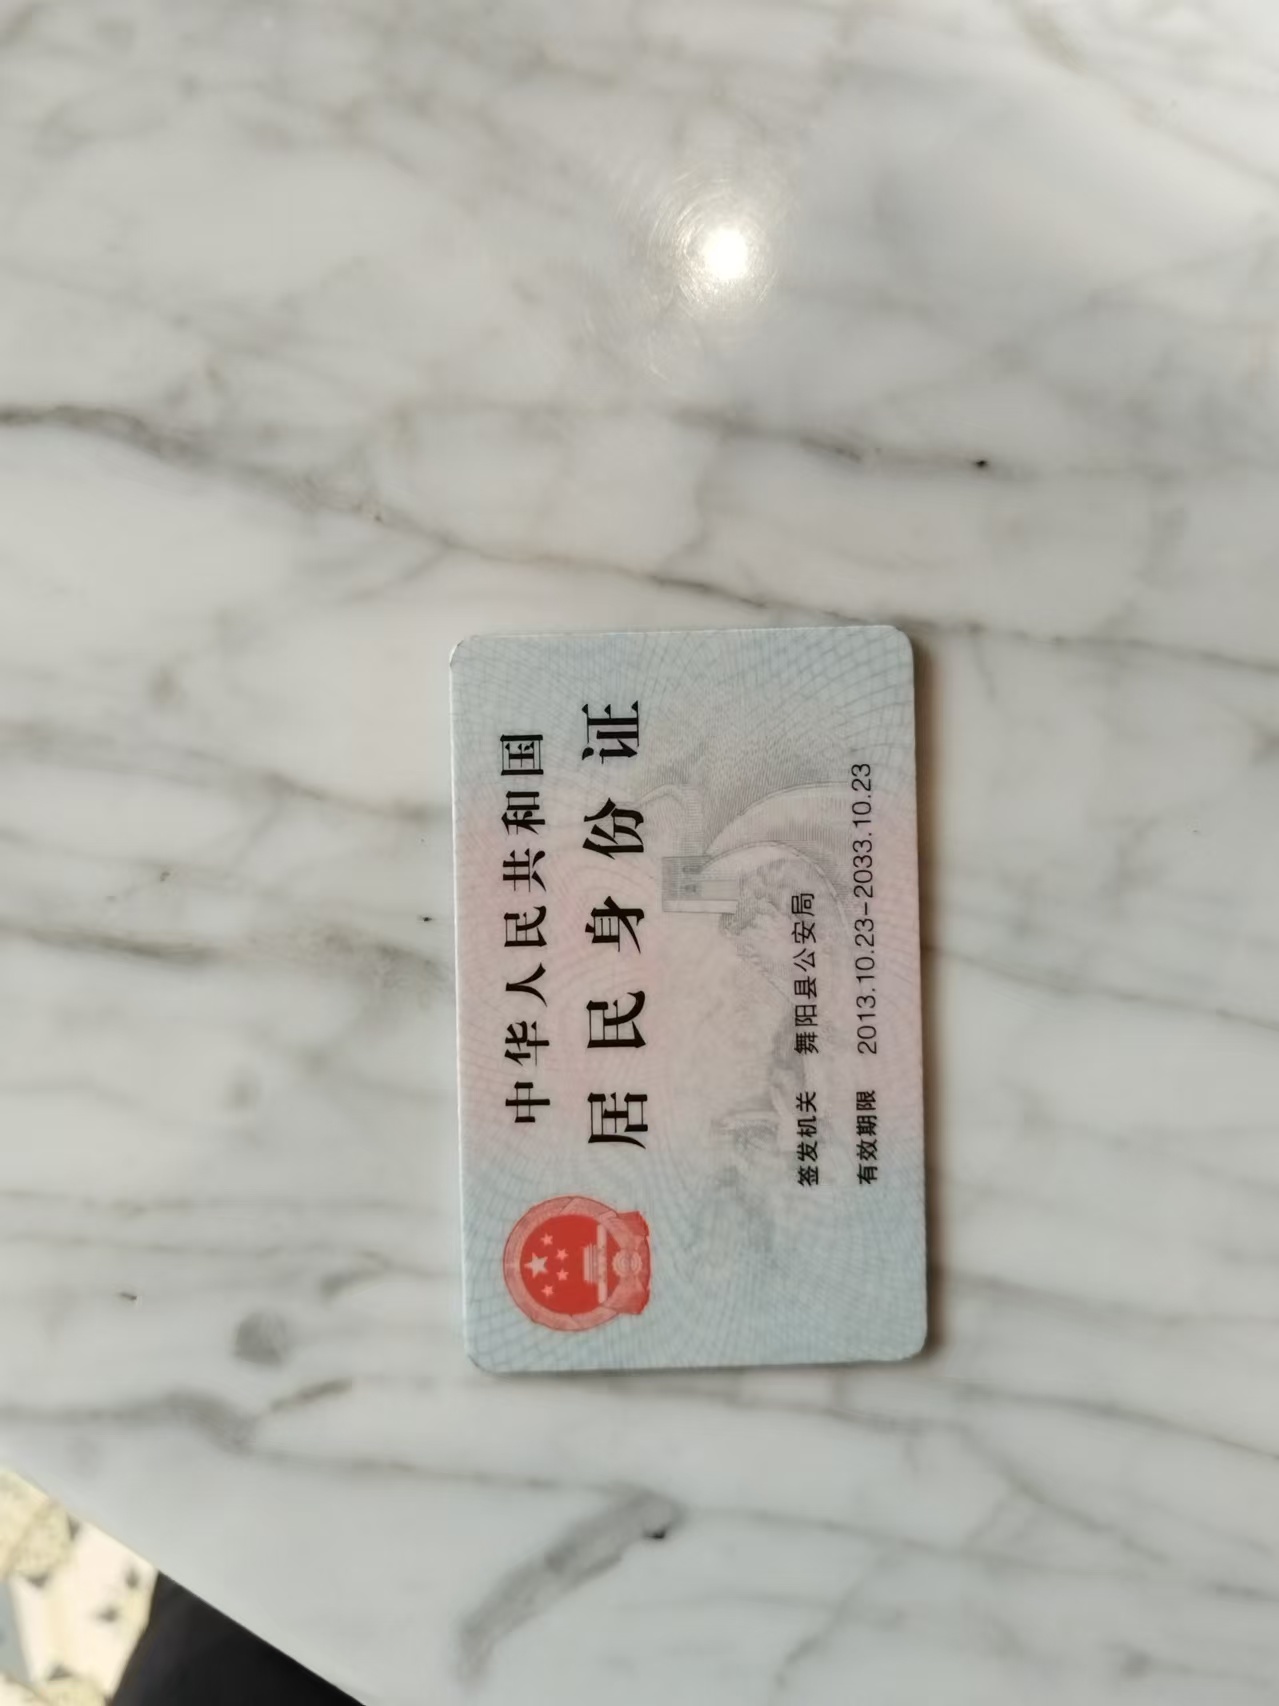 中华人民共和国
居民身份证
签发机关 舞阳县公安局
有效期限 2013.10.23-2033.10.23